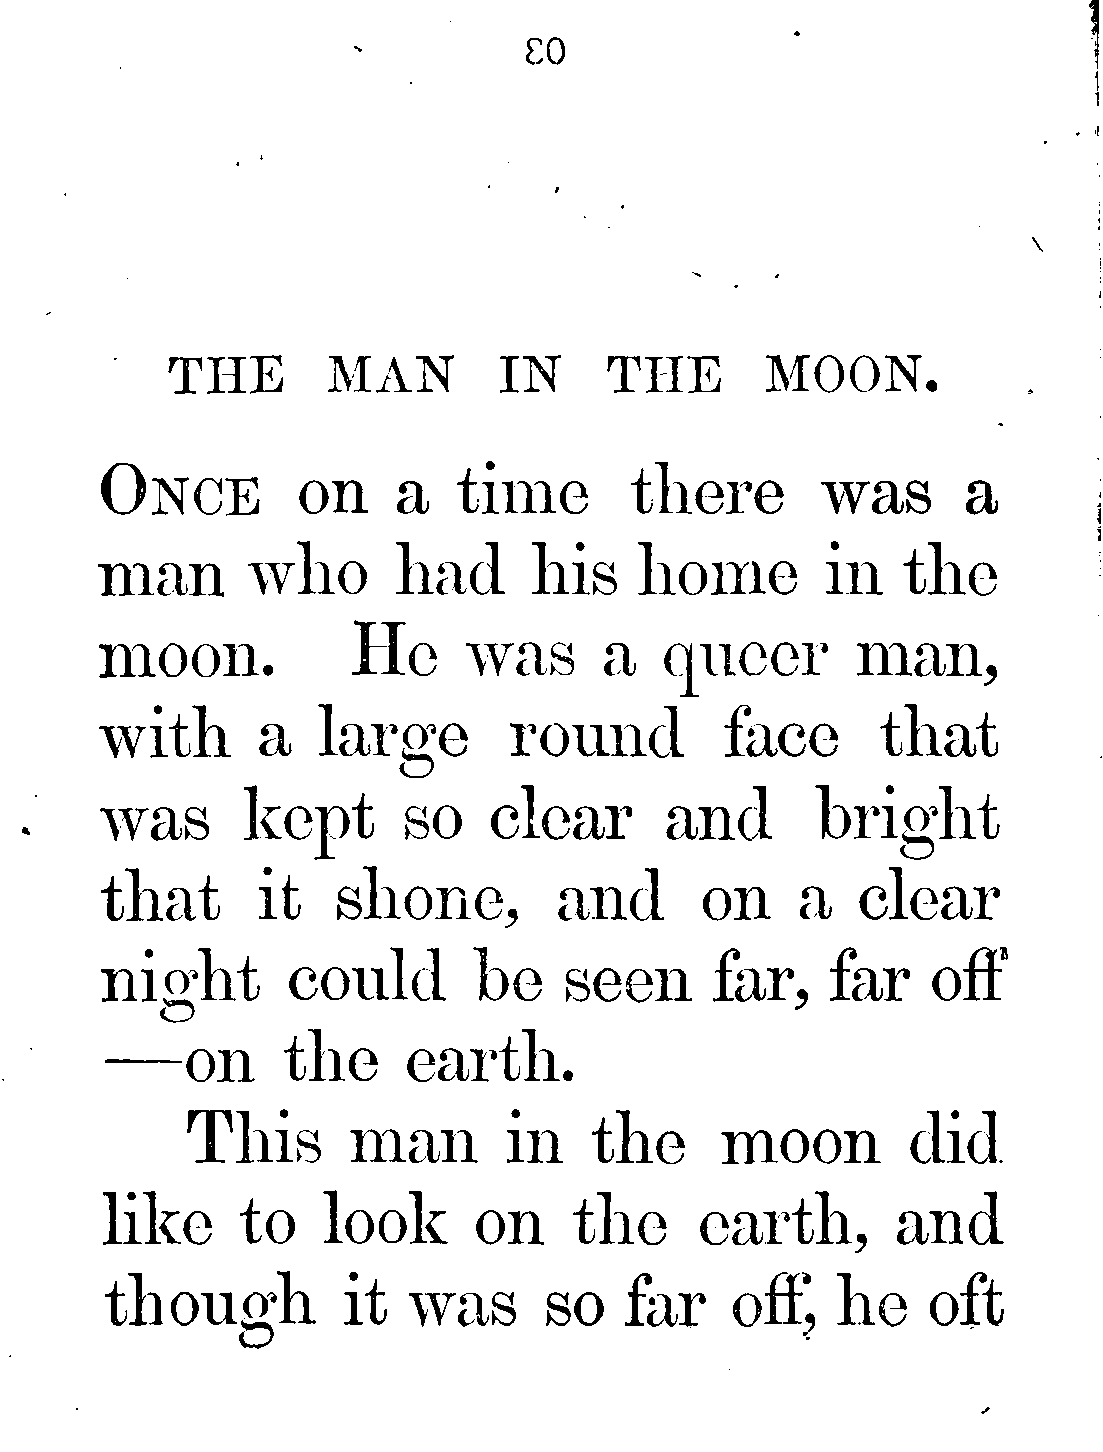 THE MAN IN THE MOON.
ONCE on a time there was a
man who had his home in the
moon. He was a queer man,
with a large round face that
was kept so clear and bright
that it shone, and on a clear
night could be seen far, far off
—on the earth.
This man in the moon did
like to look on the earth, and
though it was so far off, he oft